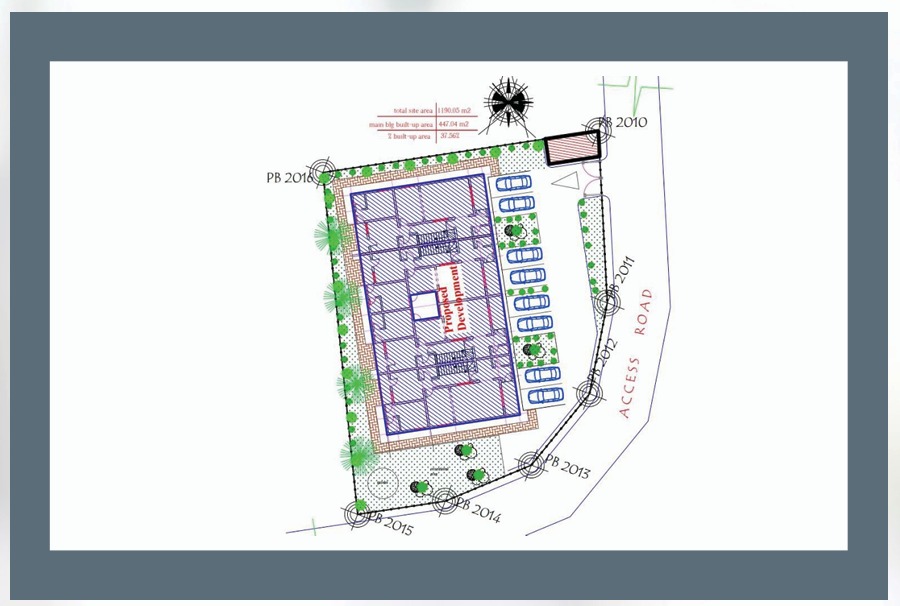 total site area 1190.05 m2
main blg built-up area 447.04 m2
% built-up area 37.562
PB 2010
PB 2016
PB 2011
Proposed
Development
ACCESS ROAD
PB 2012
PB 2013
PB 2014
PB 2015